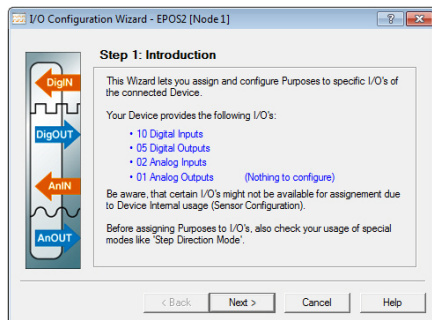 I/O Configuration Wizard - EPOS2 [Node1]
Step 1: Introduction
This Wizard lets you assign and configure Purposes to specific I/O's of
the connected Device.
Your Device provides the following I/O's:
• 10 Digital Inputs
• 05 Digital Outputs
• 02 Analog Inputs
• 01 Analog Outputs (Nothing to configure)
Be aware, that certain I/O's might not be available for assignement due
to Device Internal usage (Sensor Configuration).
Before assigning Purposes to I/O's, also check your usage of special
modes like 'Step Direction Mode'.
DigIN
DigOUT
AnIN
AnOUT
< Back
Next >
Cancel
Help